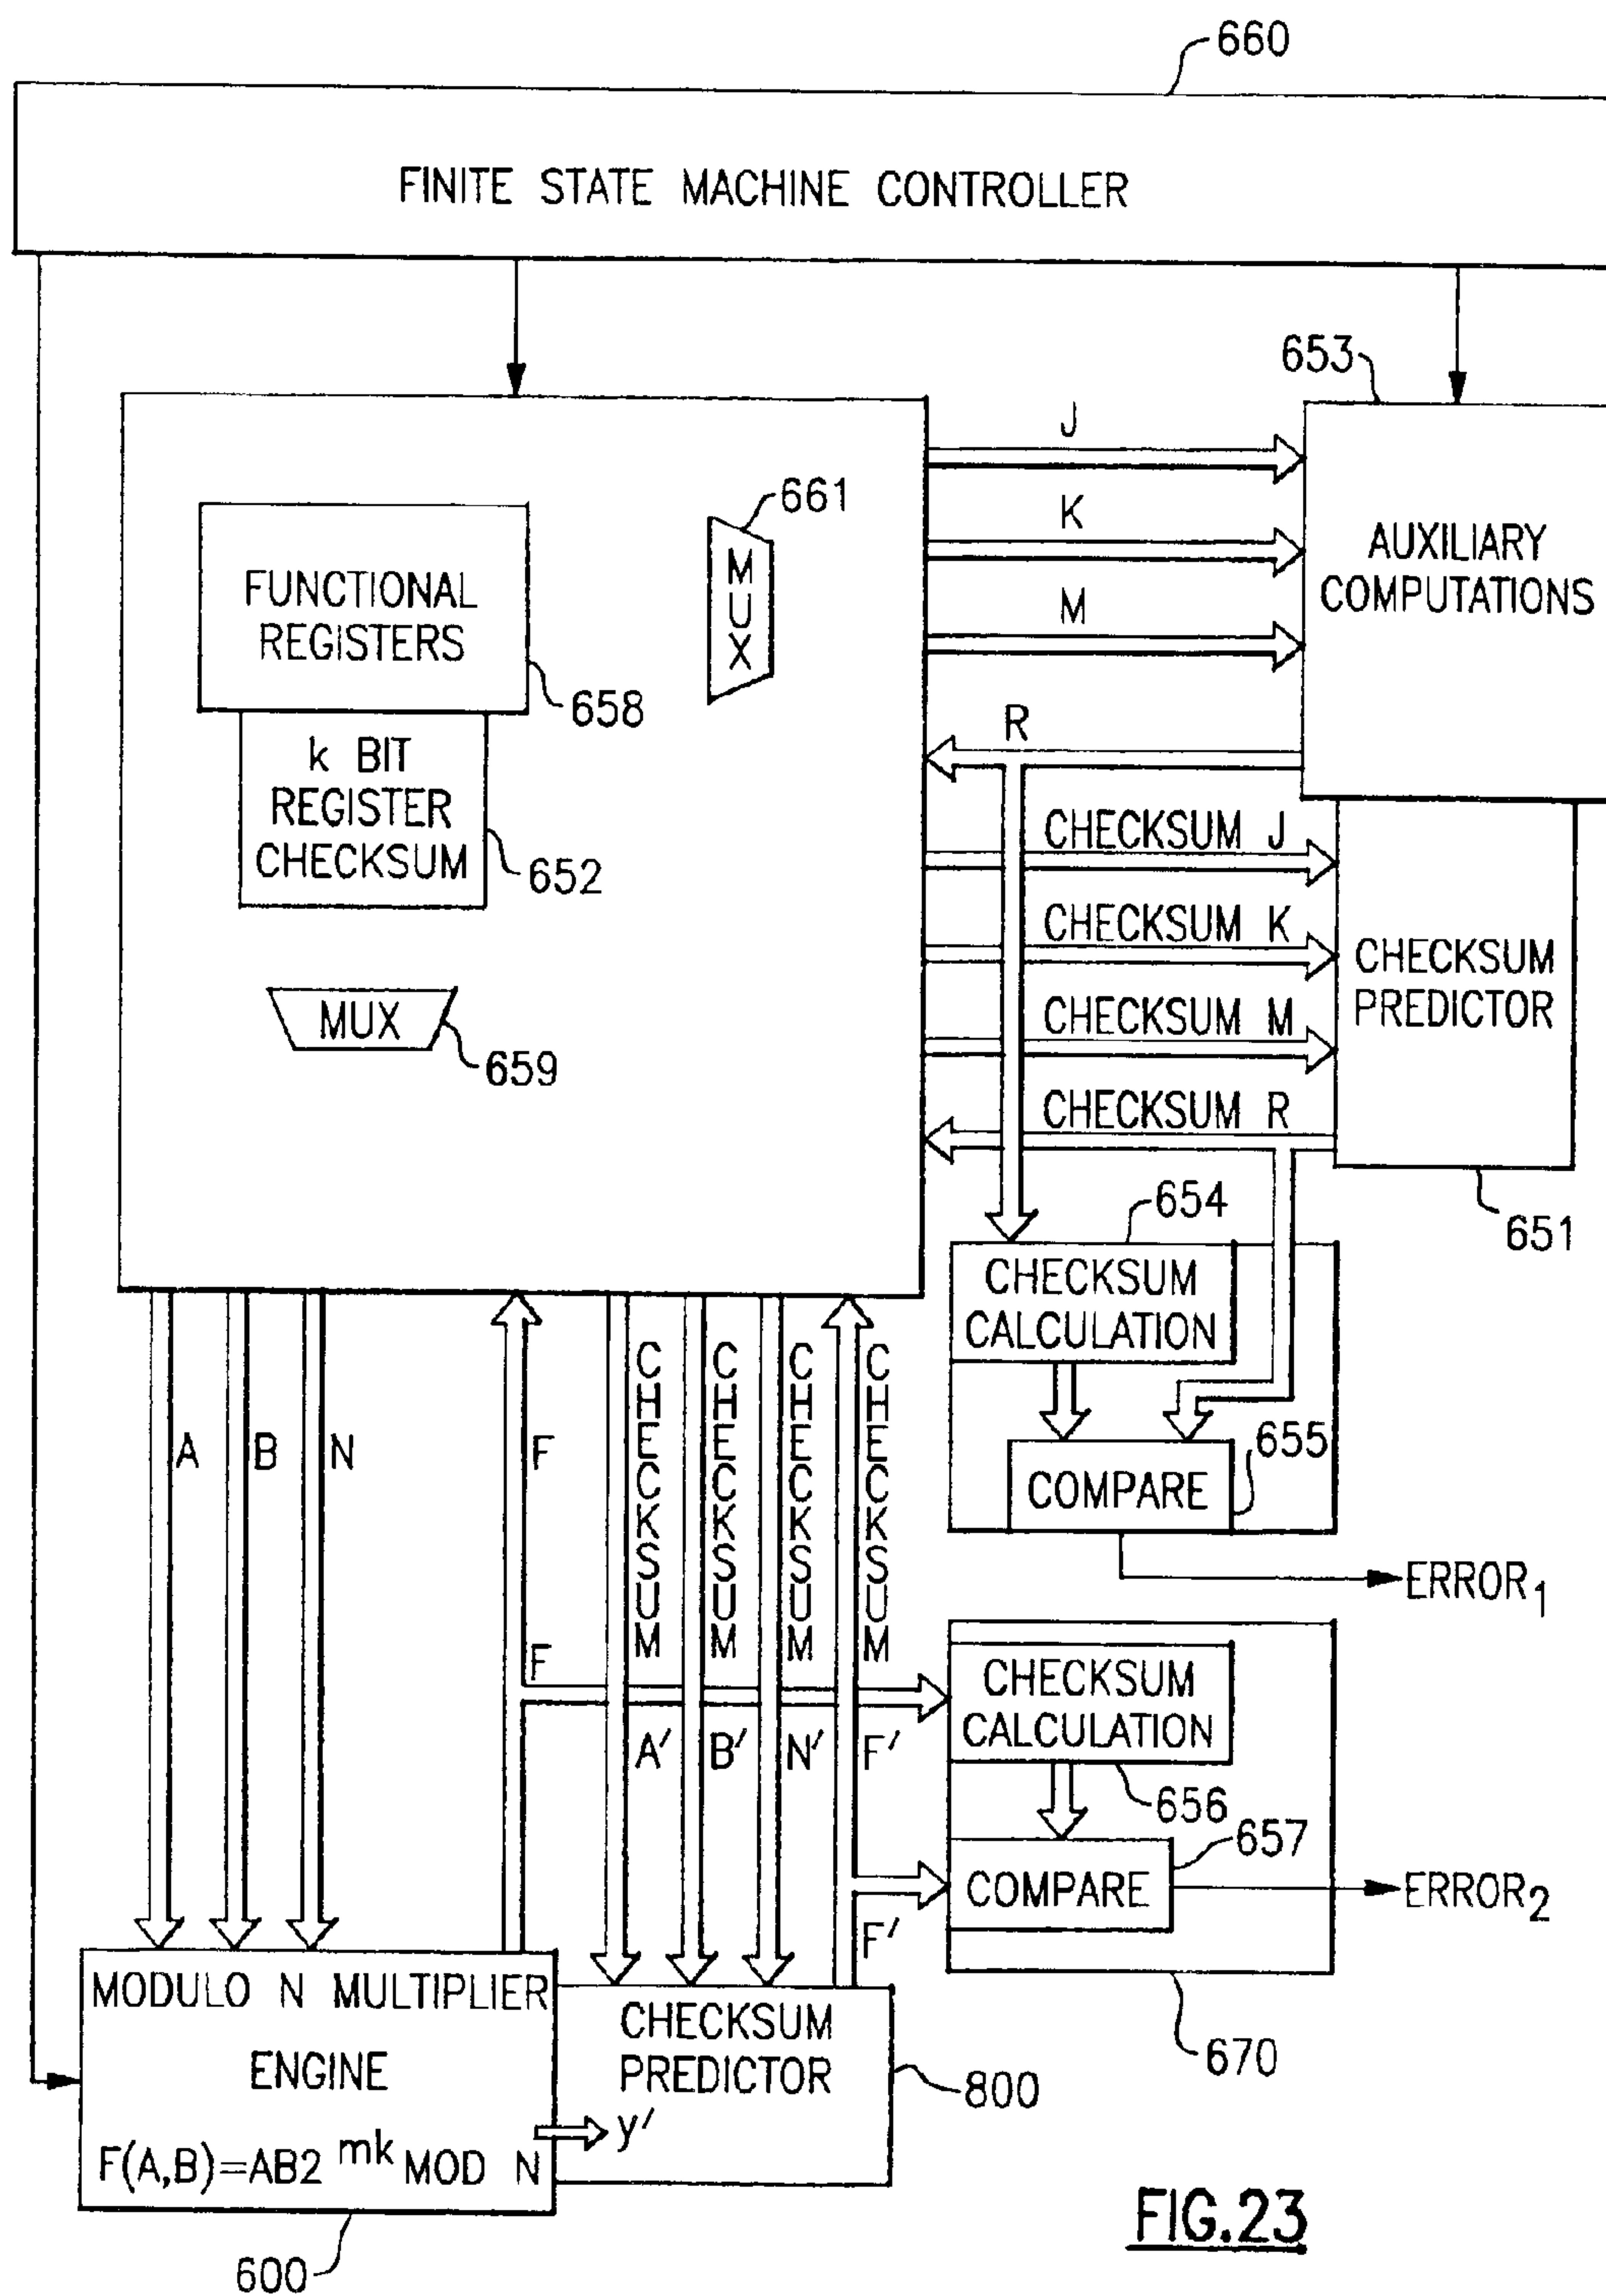 660
FINITE STATE MACHINE CONTROLLER
653
J
661
K
AUXILIARY
COMPUTATIONS
MUX
FUNCTIONAL
REGISTERS
M
658
R
k BIT
REGISTER
CHECKSUM
652
CHECKSUM J
CHECKSUM K
CHECKSUM
PREDICTOR
MUX
659
CHECKSUM M
CHECKSUM R
651
654
CHECKSUM
CALCULATION
655
COMPARE
ERROR1
A
B
N
F
CHECKSUM
CHECKSUM
CHECKSUM
CHECKSUM
F
A'
B'
N'
F'
CHECKSUM
CALCULATION
656
657
COMPARE
ERROR2
F'
670
MODULO N MULTIPLIER
ENGINE
F(A,B)=AB2 mk MOD N
600
y'
CHECKSUM
PREDICTOR
800
FIG.23